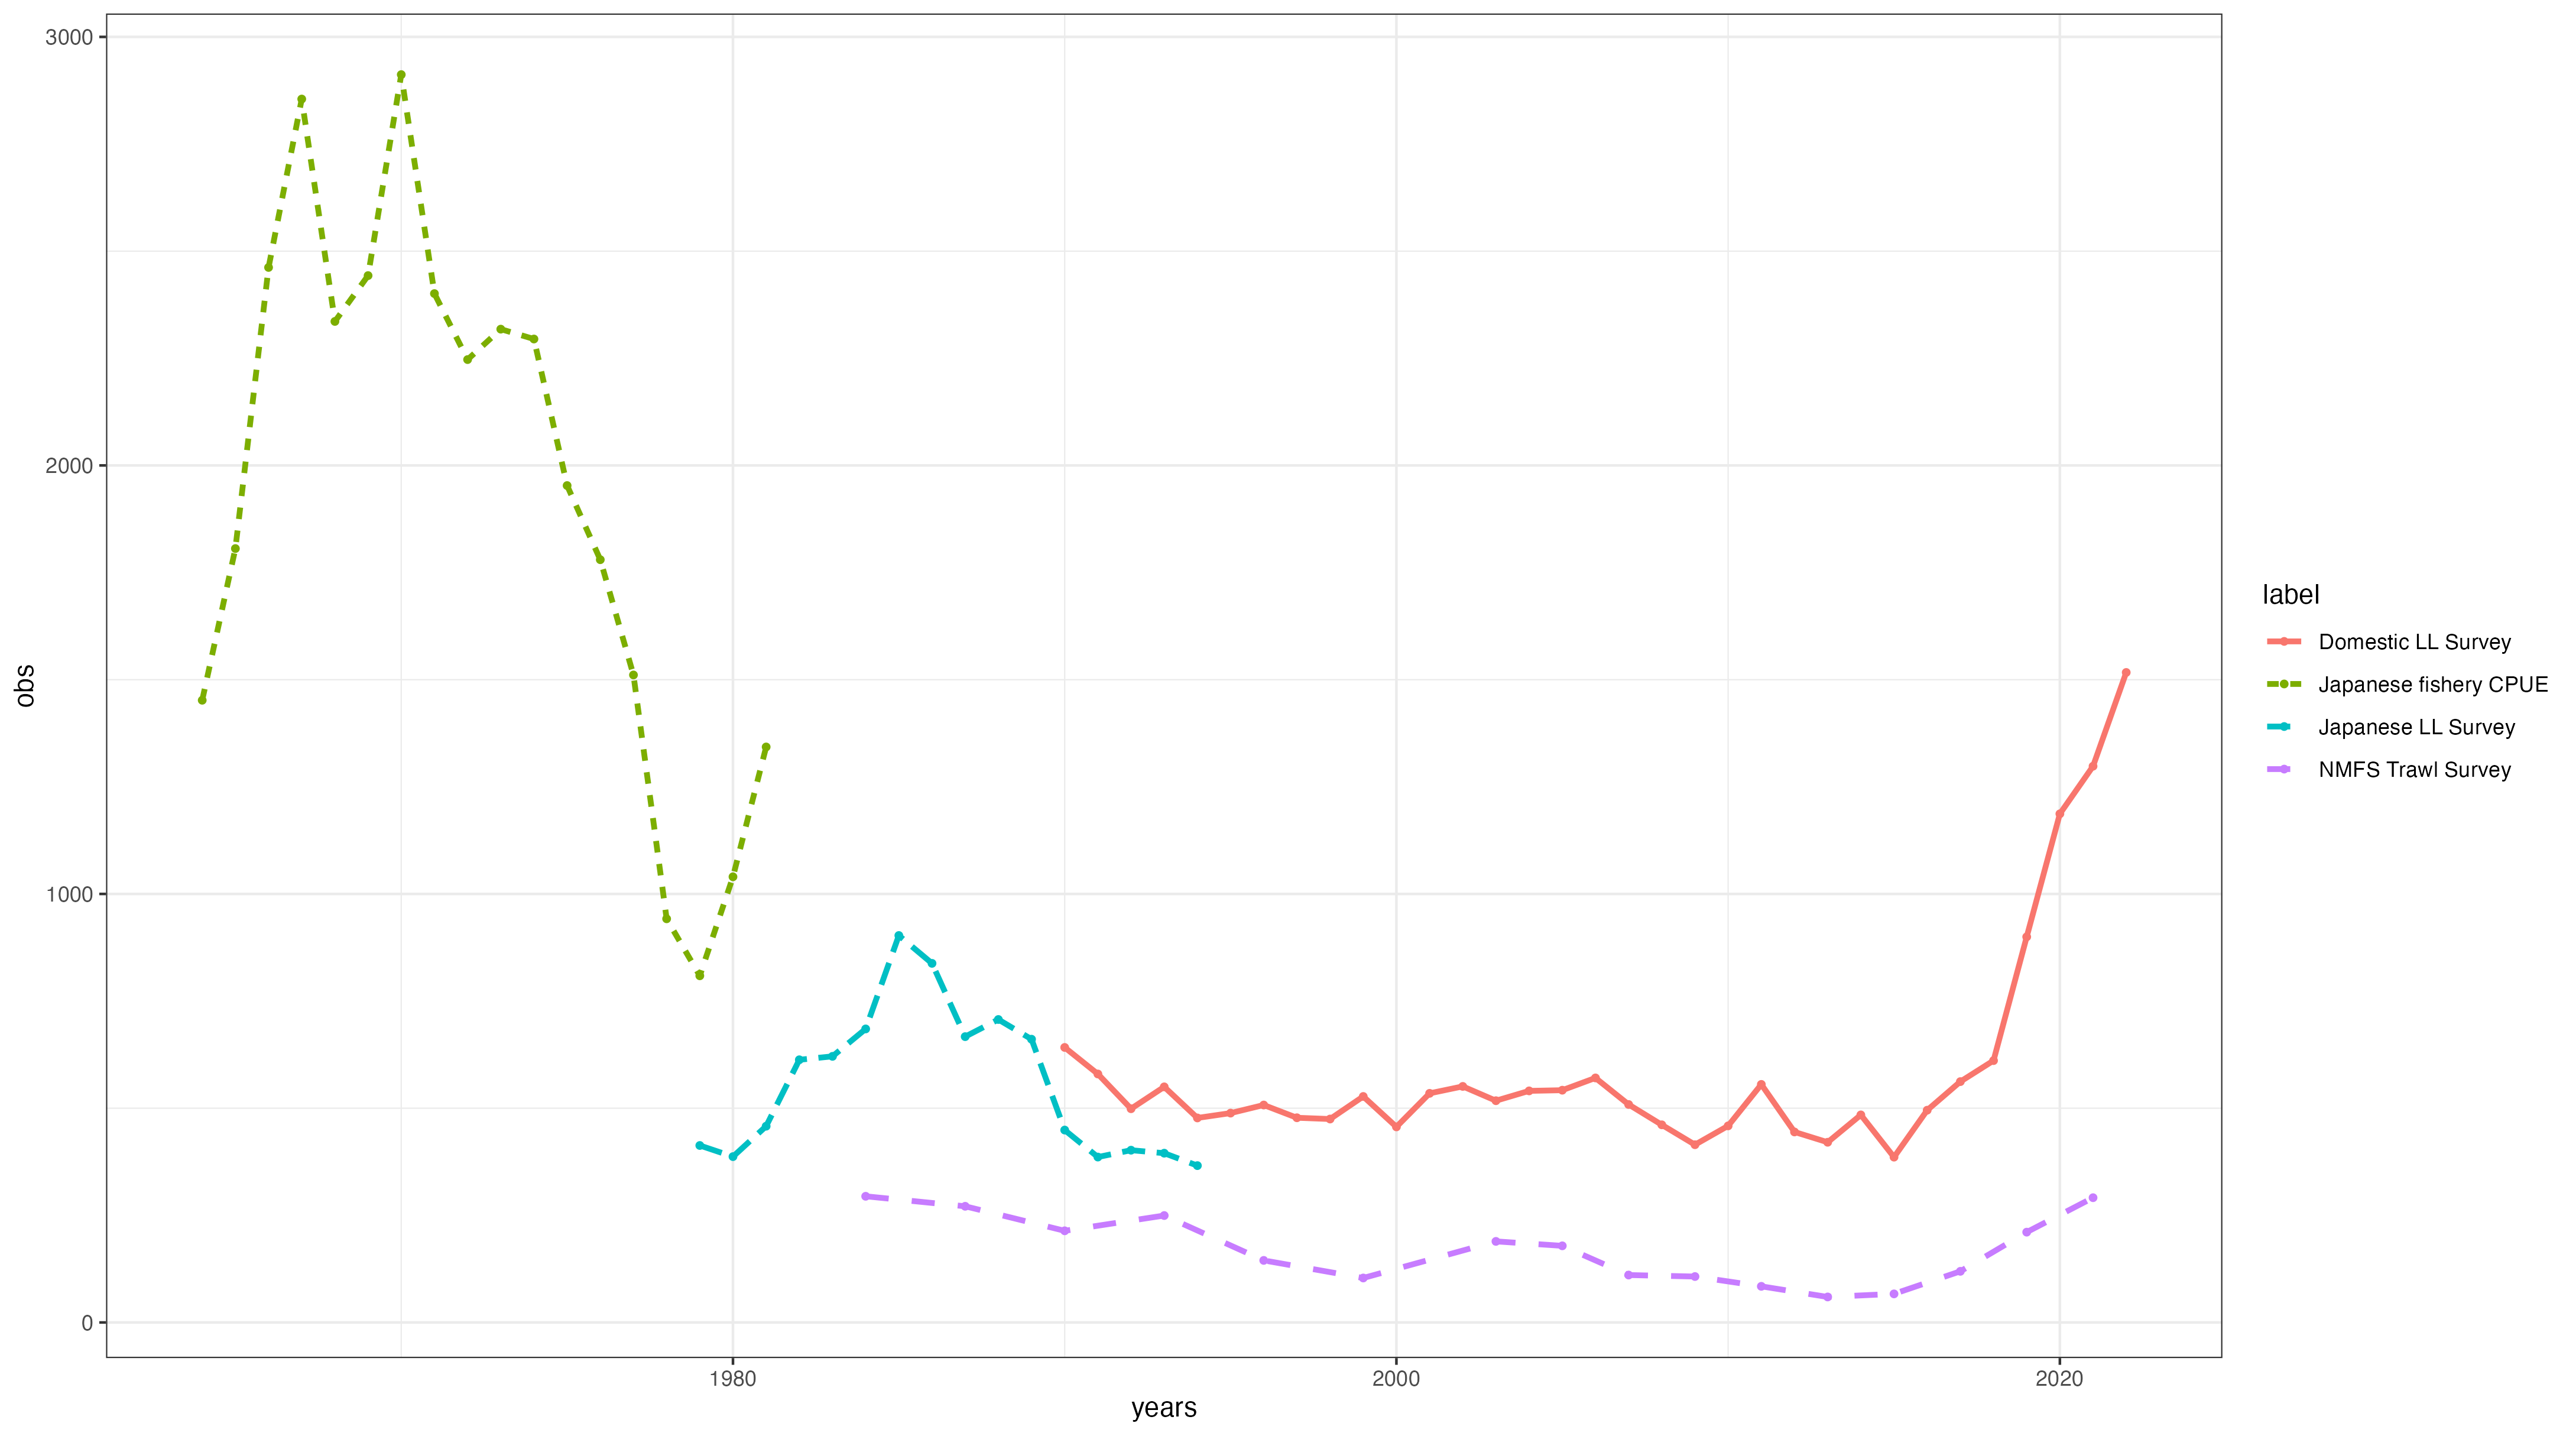 3000
2000
1000
0
obs
1980
2000
2020
years
label
Domestic LL Survey
Japanese fishery CPUE
Japanese LL Survey
NMFS Trawl Survey